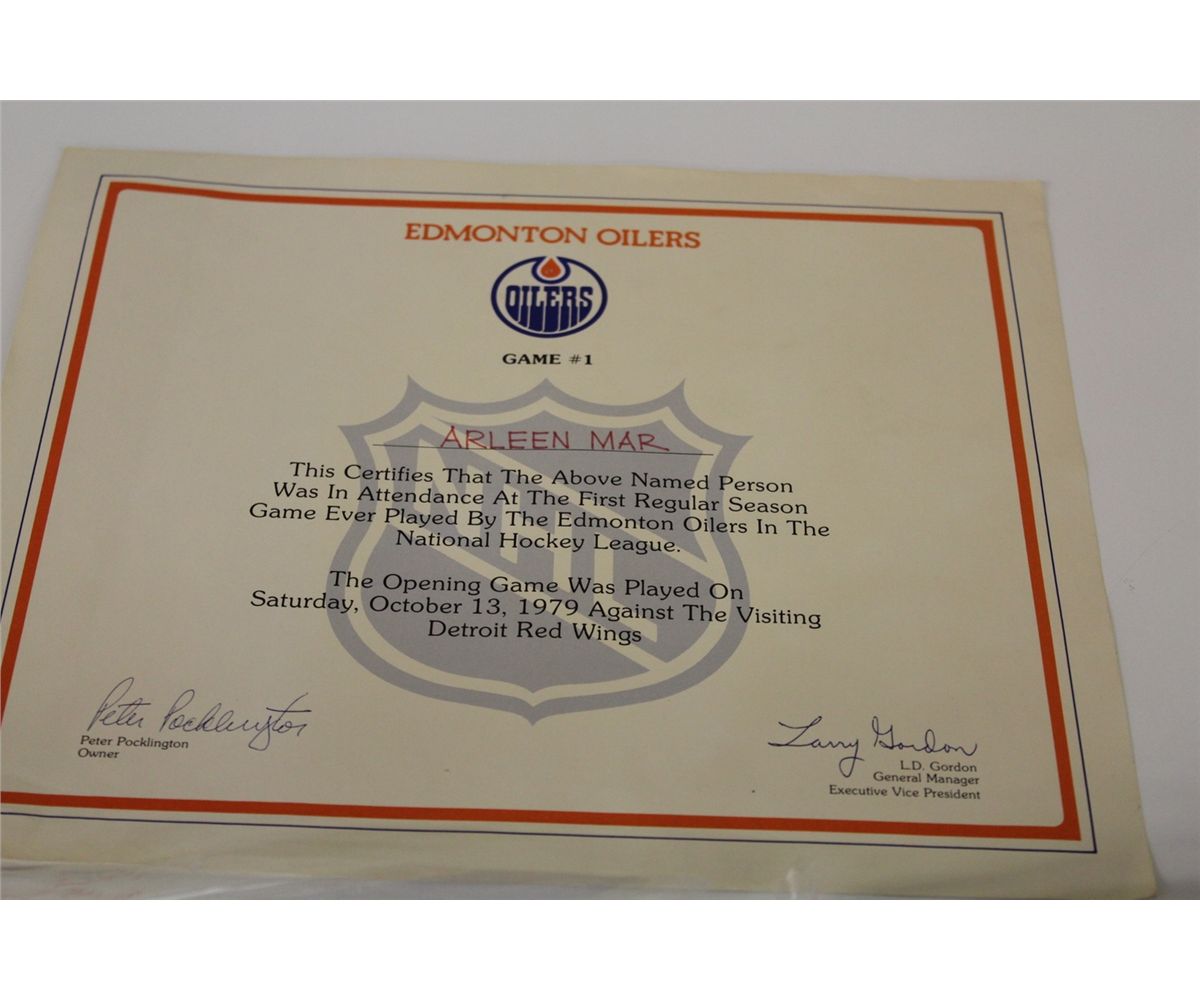 EDMONTON OILERS
OILERS
GAME #1
ARLEEN MAR
NHL
This Certifies That The Above Named Person
Was In Attendance At The First Regular Season
Game Ever Played By The Edmonton Oilers In The
National Hockey League.
The Opening Game Was Played On
Saturday, October 13, 1979 Against The Visiting
Detroit Red Wings
Peter Pocklington
Peter Pocklington
Owner
Larry Gordon
L.D. Gordon
General Manager
Executive Vice President